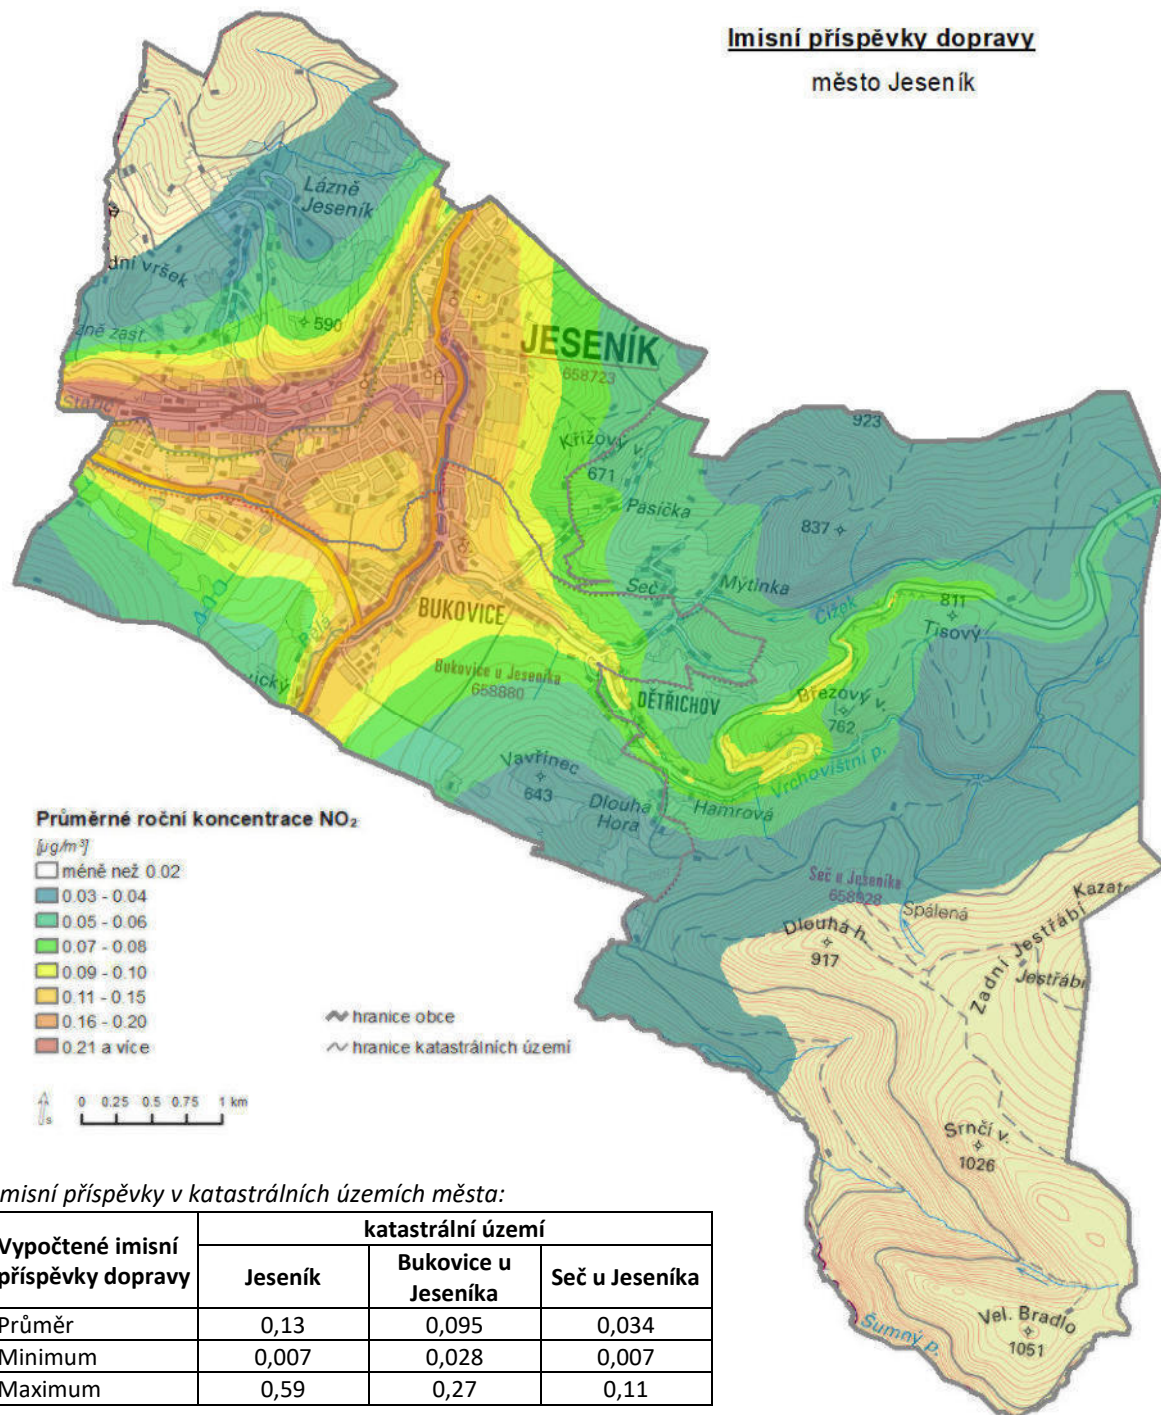 Imisní příspěvky dopravy
město Jeseník
Lázně
Jeseník
dní vršek
zně zast.
590
JESENÍK
658723
Křížový v.
671
Pasíčka
923
837
Seč
Mýtinka
Čížek
811
Tisový
BUKOVICE
Bělá
Bukovice u Jeseníka
658880
DĚTŘICHOV
Březový v.
762
Vrchovištní p.
Vavřinec
643
Dlouhá
Hora
Hamrová
Seč u Jeseníka
658928
Spálená
Dlouhá h.
917
Zadní Jestřábí
Jestřábí
Srnčí v.
1026
Vel. Bradlo
1051
Šumný p.
Průměrné roční koncentrace NO₂
[µg/m³]
méně než 0.02
0.03 - 0.04
0.05 - 0.06
0.07 - 0.08
0.09 - 0.10
0.11 - 0.15
0.16 - 0.20
0.21 a více
hranice obce
hranice katastrálních území
S
0 0.25 0.5 0.75 1 km
misní příspěvky v katastrálních územích města:
Vypočtené imisní
příspěvky dopravy
katastrální území
Jeseník
Bukovice u
Jeseníka
Seč u Jeseníka
Průměr 0,13 0,095 0,034
Minimum 0,007 0,028 0,007
Maximum 0,59 0,27 0,11